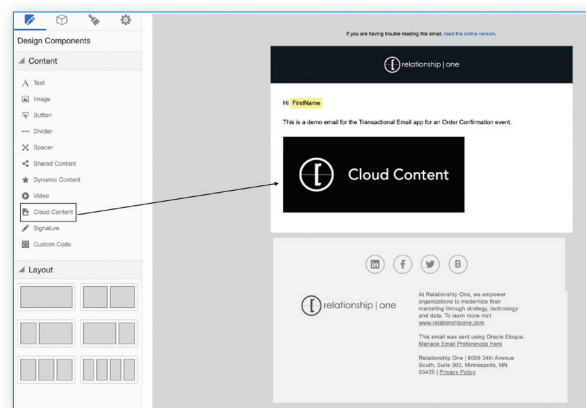 Design Components
Content
Text
Image
Button
Divider
Spacer
Shared Content
Dynamic Content
Video
Cloud Content
Signature
Custom Code
Layout
If you are having trouble reading this email, read the online version.
relationship | one
Hi FirstName
This is a demo email for the Transactional Email app for an Order Confirmation event.
Cloud Content
B
relationship | one
At Relationship One, we empower
organizations to modernize their
marketing through strategy, technology
and data. To learn more visit
www.relationshipone.com.
This email was sent using Oracle Eloqua.
Manage Email Preferences Here
Relationship One | 8009 34th Avenue
South, Suite 300, Minneapolis, MN
55425 | Privacy Policy